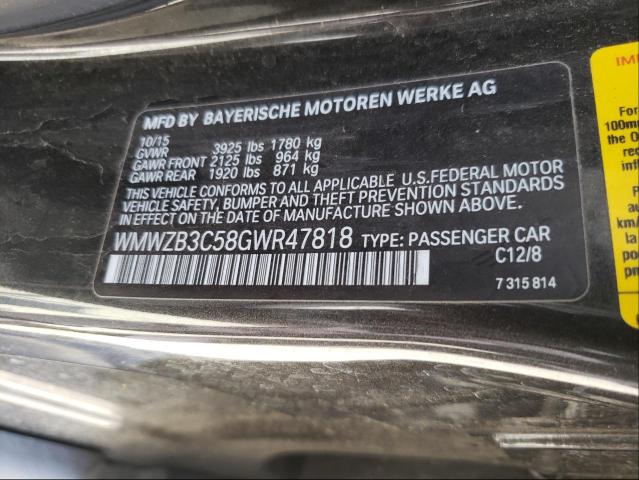 MFD BY BAYERISCHE MOTOREN WERKE AG
10/15
GVWR 3925 lbs 1780 kg
GAWR FRONT 2125 lbs 964 kg
GAWR REAR 1920 lbs 871 kg
THIS VEHICLE CONFORMS TO ALL APPLICABLE U.S.FEDERAL MOTOR
VEHICLE SAFETY, BUMPER AND THEFT PREVENTION STANDARDS
IN EFFECT ON THE DATE OF MANUFACTURE SHOWN ABOVE.
WMWZB3C58GWR47818 TYPE: PASSENGER CAR
C12/8
7 315 814
For
the O